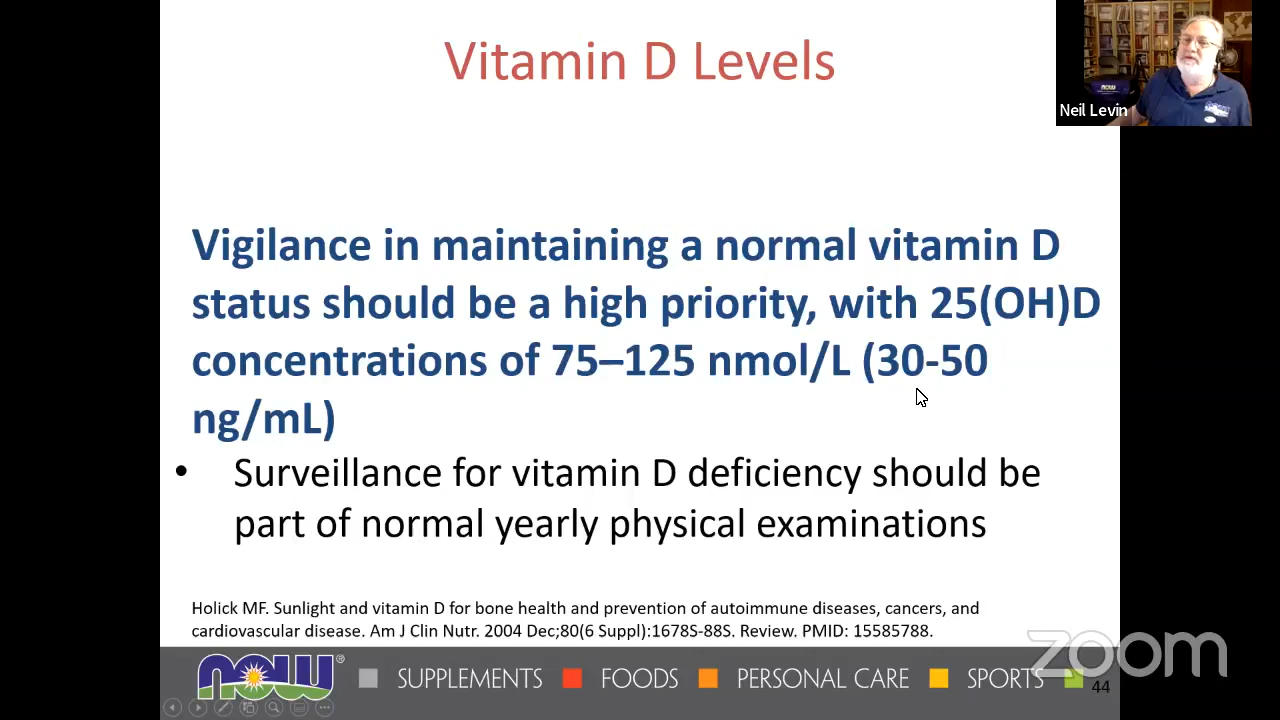 Vitamin D Levels
Neil Levin
Vigilance in maintaining a normal vitamin D
status should be a high priority, with 25(OH)D
concentrations of 75–125 nmol/L (30-50
ng/mL)
• Surveillance for vitamin D deficiency should be
part of normal yearly physical examinations
Holick MF. Sunlight and vitamin D for bone health and prevention of autoimmune diseases, cancers, and
cardiovascular disease. Am J Clin Nutr. 2004 Dec;80(6 Suppl):1678S-88S. Review. PMID: 15585788.
now® SUPPLEMENTS FOODS PERSONAL CARE SPORTS
zoom
44